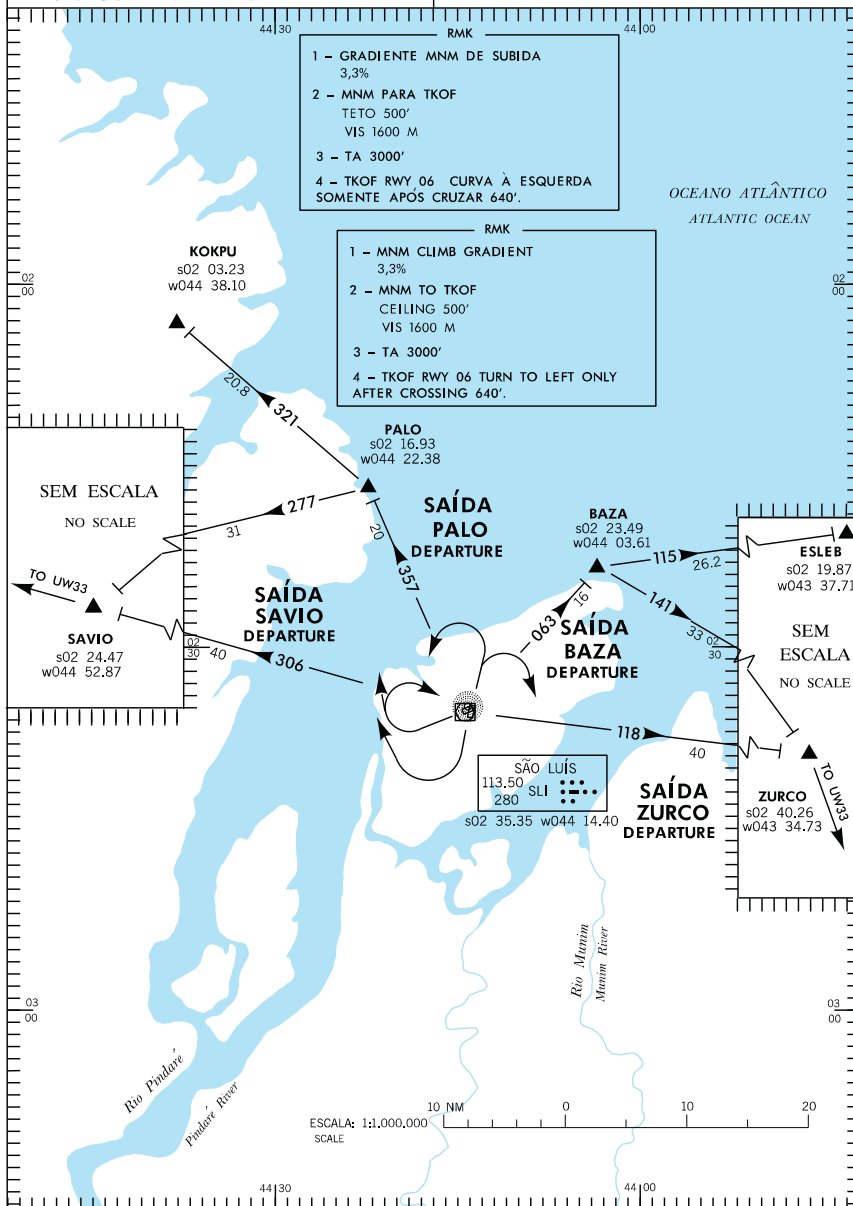 44 30
44 00
RMK
1 - GRADIENTE MNM DE SUBIDA
3,3%
2 - MNM PARA TKOF
TETO 500'
VIS 1600 M
3 - TA 3000'
4 - TKOF RWY 06 CURVA À ESQUERDA
SOMENTE APÓS CRUZAR 640'.
OCEANO ATLÂNTICO
ATLANTIC OCEAN
RMK
1 - MNM CLIMB GRADIENT
3,3%
2 - MNM TO TKOF
CEILING 500'
VIS 1600 M
3 - TA 3000'
4 - TKOF RWY 06 TURN TO LEFT ONLY
AFTER CROSSING 640'.
KOKPU
s02 03.23
w044 38.10
02
00
02
00
20.8
321
PALO
s02 16.93
w044 22.38
SEM ESCALA
NO SCALE
277
31
20
357
SAÍDA
PALO
DEPARTURE
BAZA
s02 23.49
w044 03.61
115
26.2
ESLEB
s02 19.87
w043 37.71
TO UW33
SAVIO
s02 24.47
w044 52.87
02
30
40
306
SAÍDA
SAVIO
DEPARTURE
063
16
SAÍDA
BAZA
DEPARTURE
141
33
02
30
SEM
ESCALA
NO SCALE
118
40
SÃO LUÍS
113.50 SLI
280
s02 35.35 w044 14.40
SAÍDA
ZURCO
DEPARTURE
ZURCO
s02 40.26
w043 34.73
TO UW33
Rio Munim
Munim River
03
00
03
00
Rio Pindaré
Pindaré River
ESCALA: 1:1.000.000
SCALE
10 NM
0
10
20
44 30
44 00